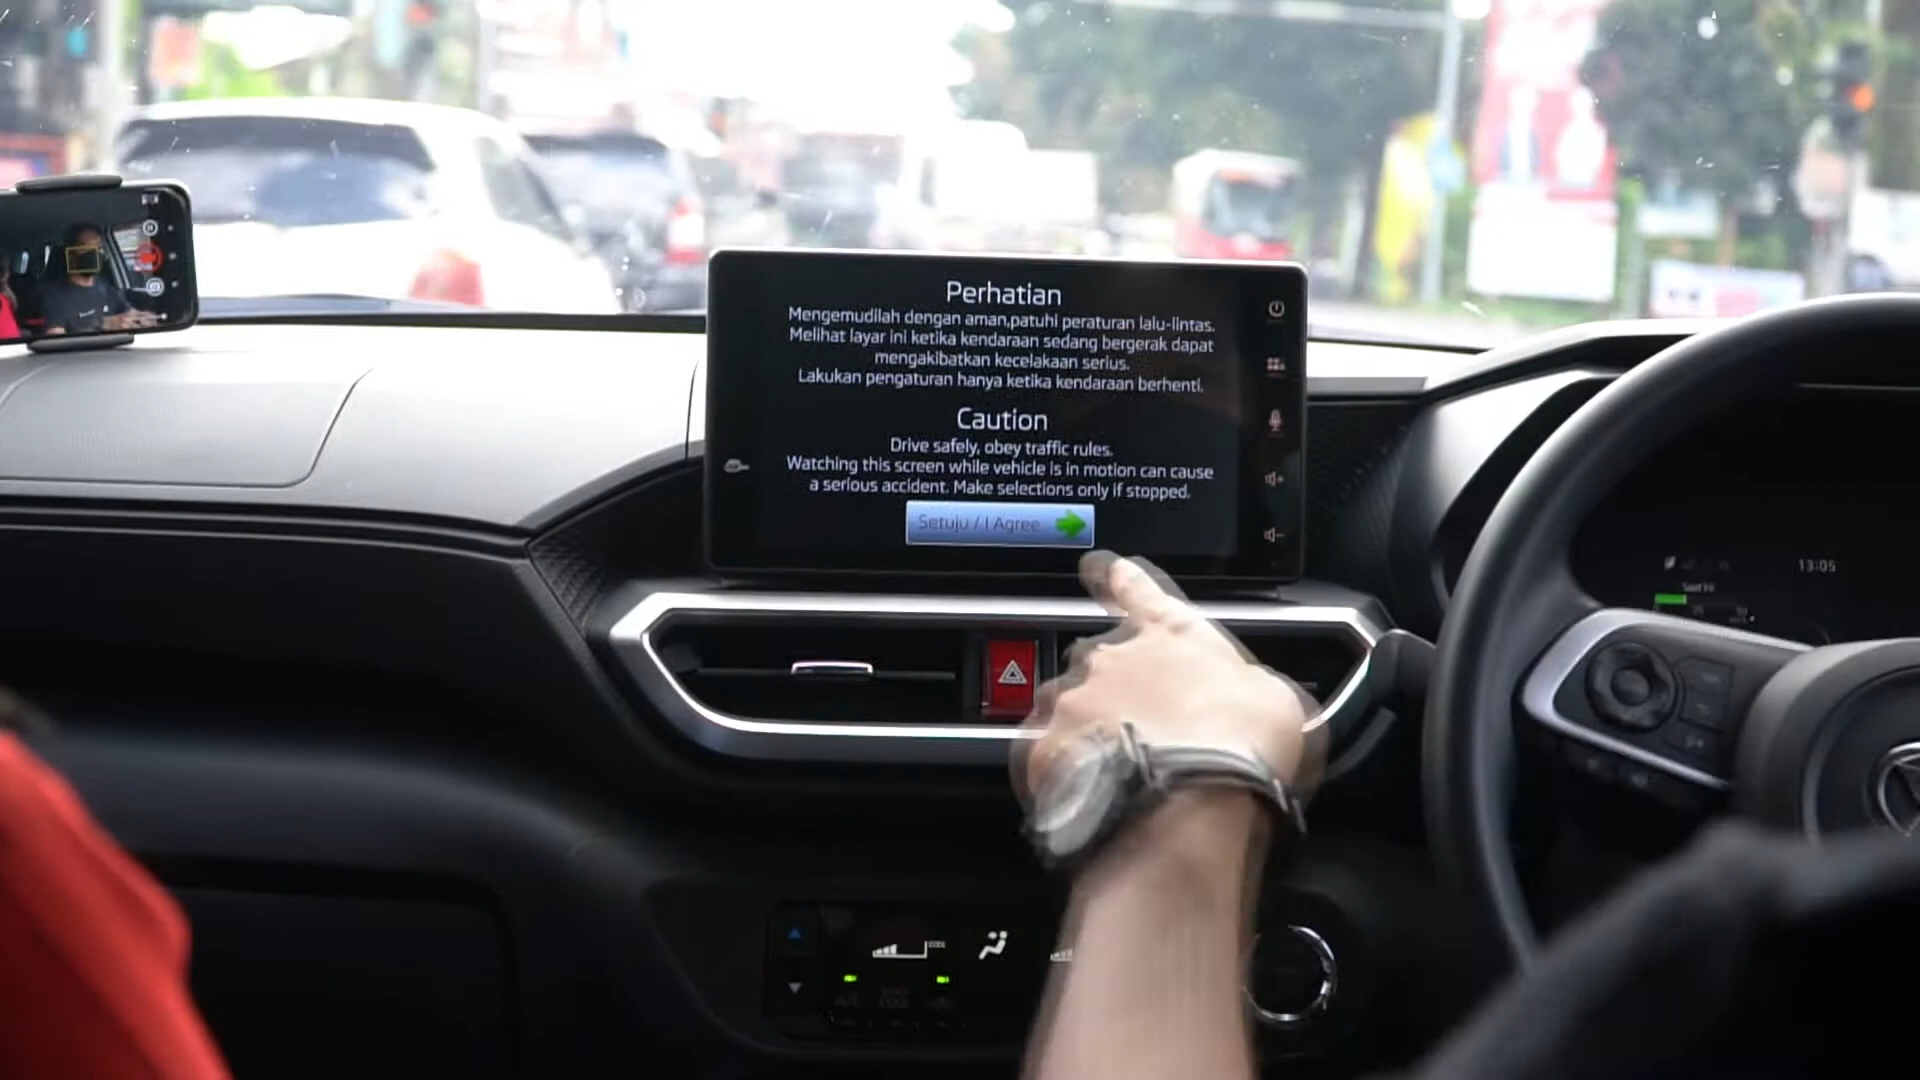 Perhatian
Mengemudilah dengan aman,patuhi peraturan lalu-lintas.
Melihat layar ini ketika kendaraan sedang bergerak dapat
mengakibatkan kecelakaan serius.
Lakukan pengaturan hanya ketika kendaraan berhenti.
Caution
Drive safely, obey traffic rules.
Watching this screen while vehicle is in motion can cause
a serious accident. Make selections only if stopped.
Setuju / I Agree
13:05
A/C